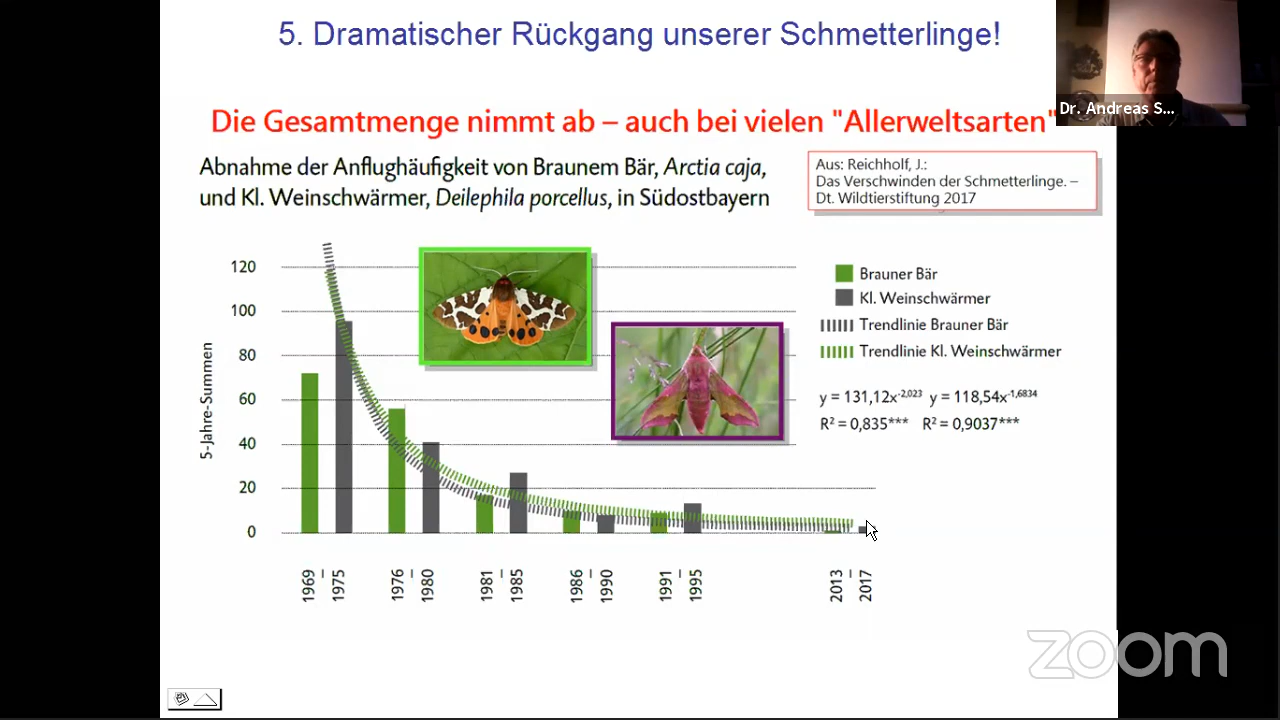 5. Dramatischer Rückgang unserer Schmetterlinge!
Dr. Andreas S...
Die Gesamtmenge nimmt ab – auch bei vielen "Allerweltsarten"
Abnahme der Anflughäufigkeit von Braunem Bär, Arctia caja,
und Kl. Weinschwärmer, Deilephila porcellus, in Südostbayern
Aus: Reichholf, J.:
Das Verschwinden der Schmetterlinge. –
Dt. Wildtierstiftung 2017
5-Jahre-Summen
120
100
80
60
40
20
0
Brauner Bär
Kl. Weinschwärmer
Trendlinie Brauner Bär
Trendlinie Kl. Weinschwärmer
y = 131,12x-2,023 y = 118,54x-1,6834
R² = 0,835*** R² = 0,9037***
1969 – 1975
1976 – 1980
1981 – 1985
1986 – 1990
1991 – 1995
2013 – 2017
zoom